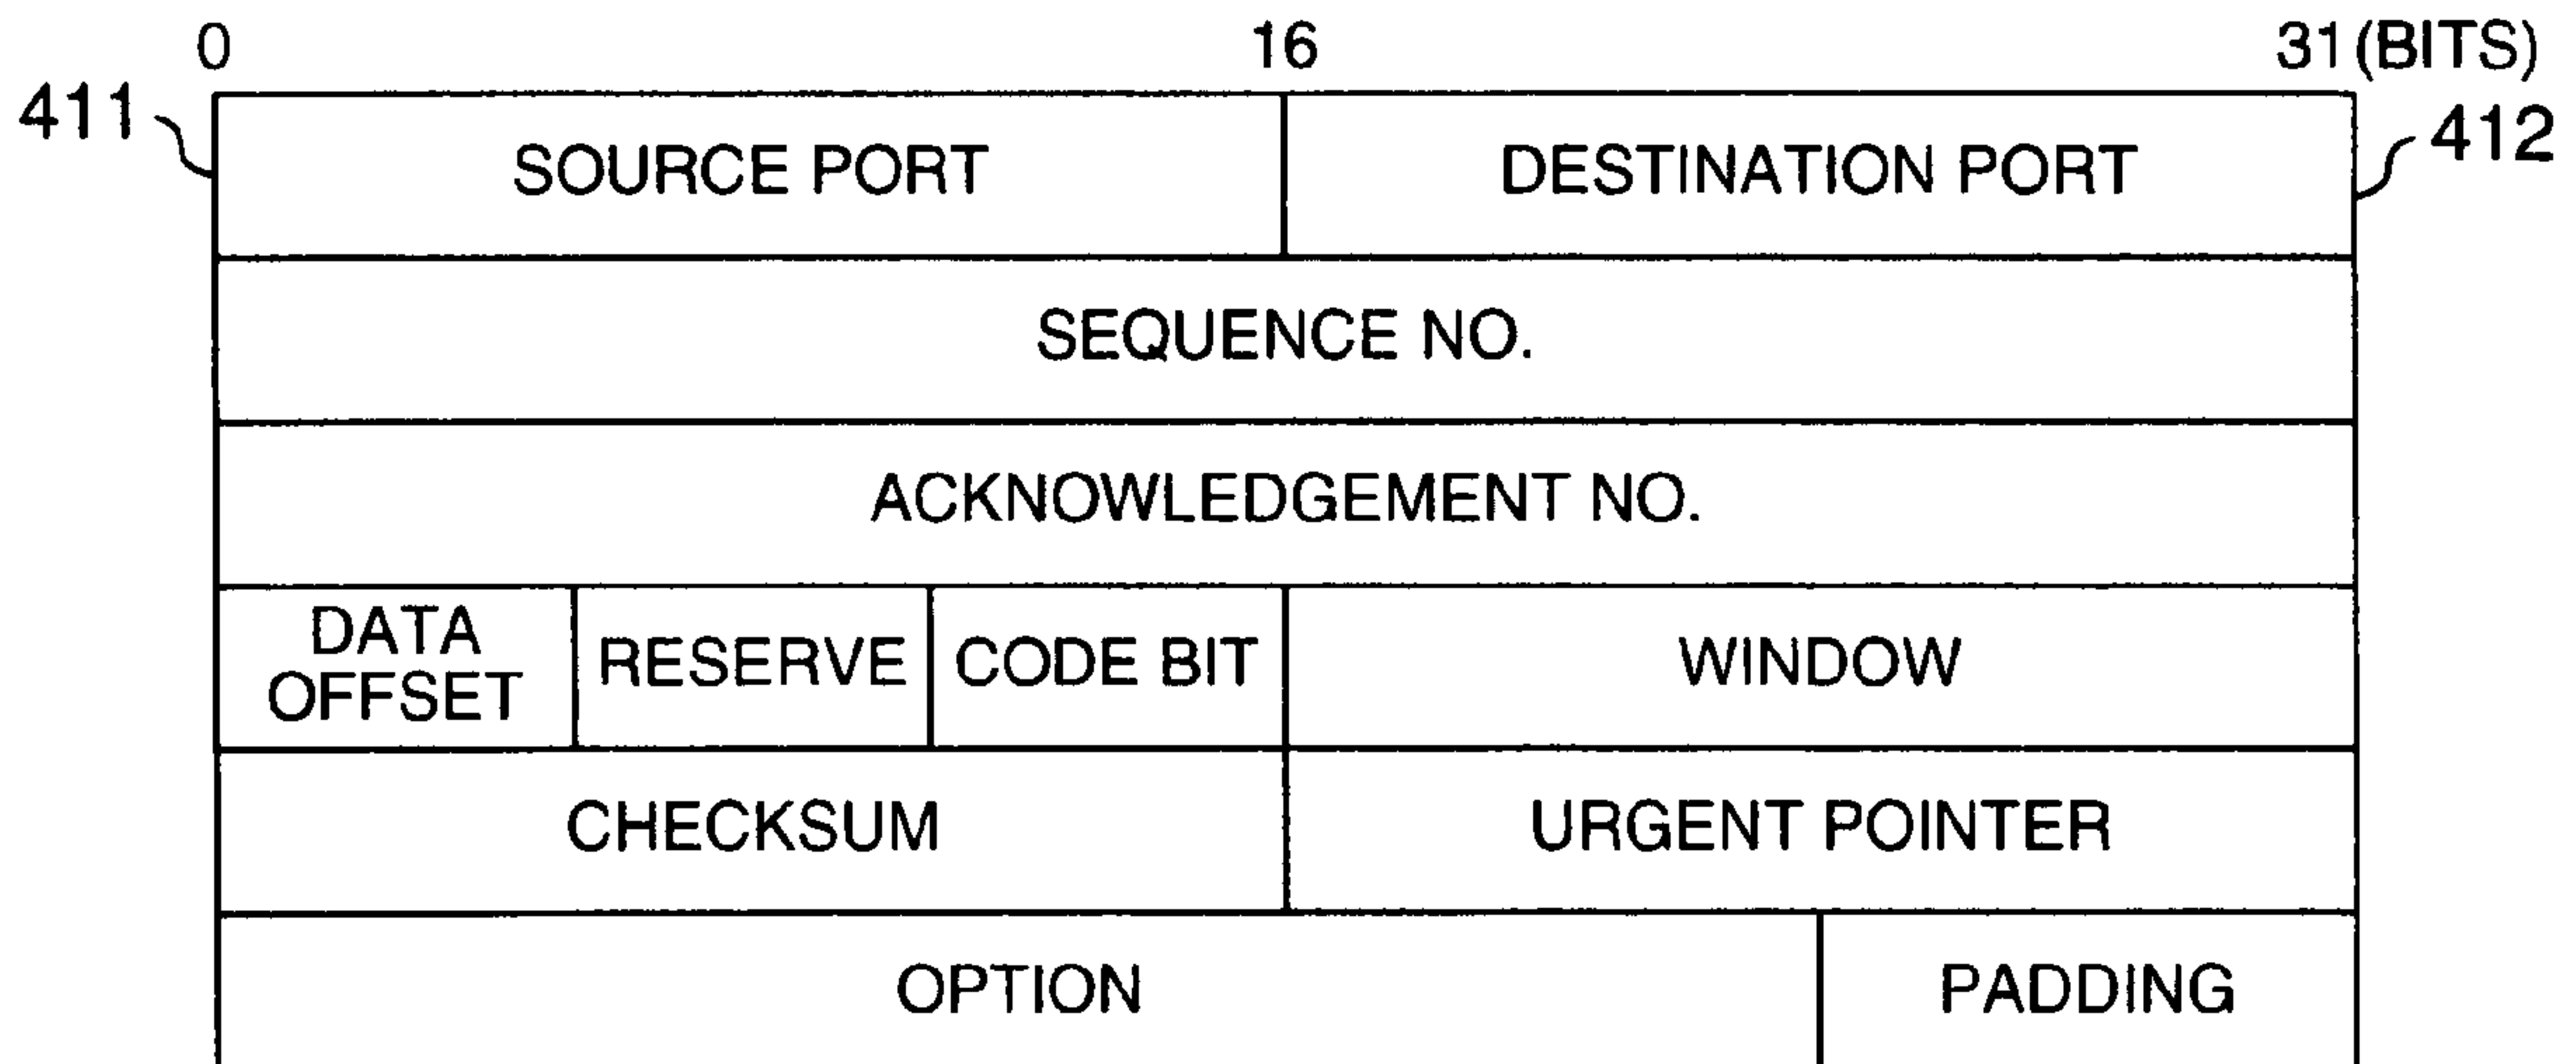 0 16 31 (BITS)
411
SOURCE PORT
DESTINATION PORT
412
SEQUENCE NO.
ACKNOWLEDGEMENT NO.
DATA
OFFSET
RESERVE
CODE BIT
WINDOW
CHECKSUM
URGENT POINTER
OPTION
PADDING